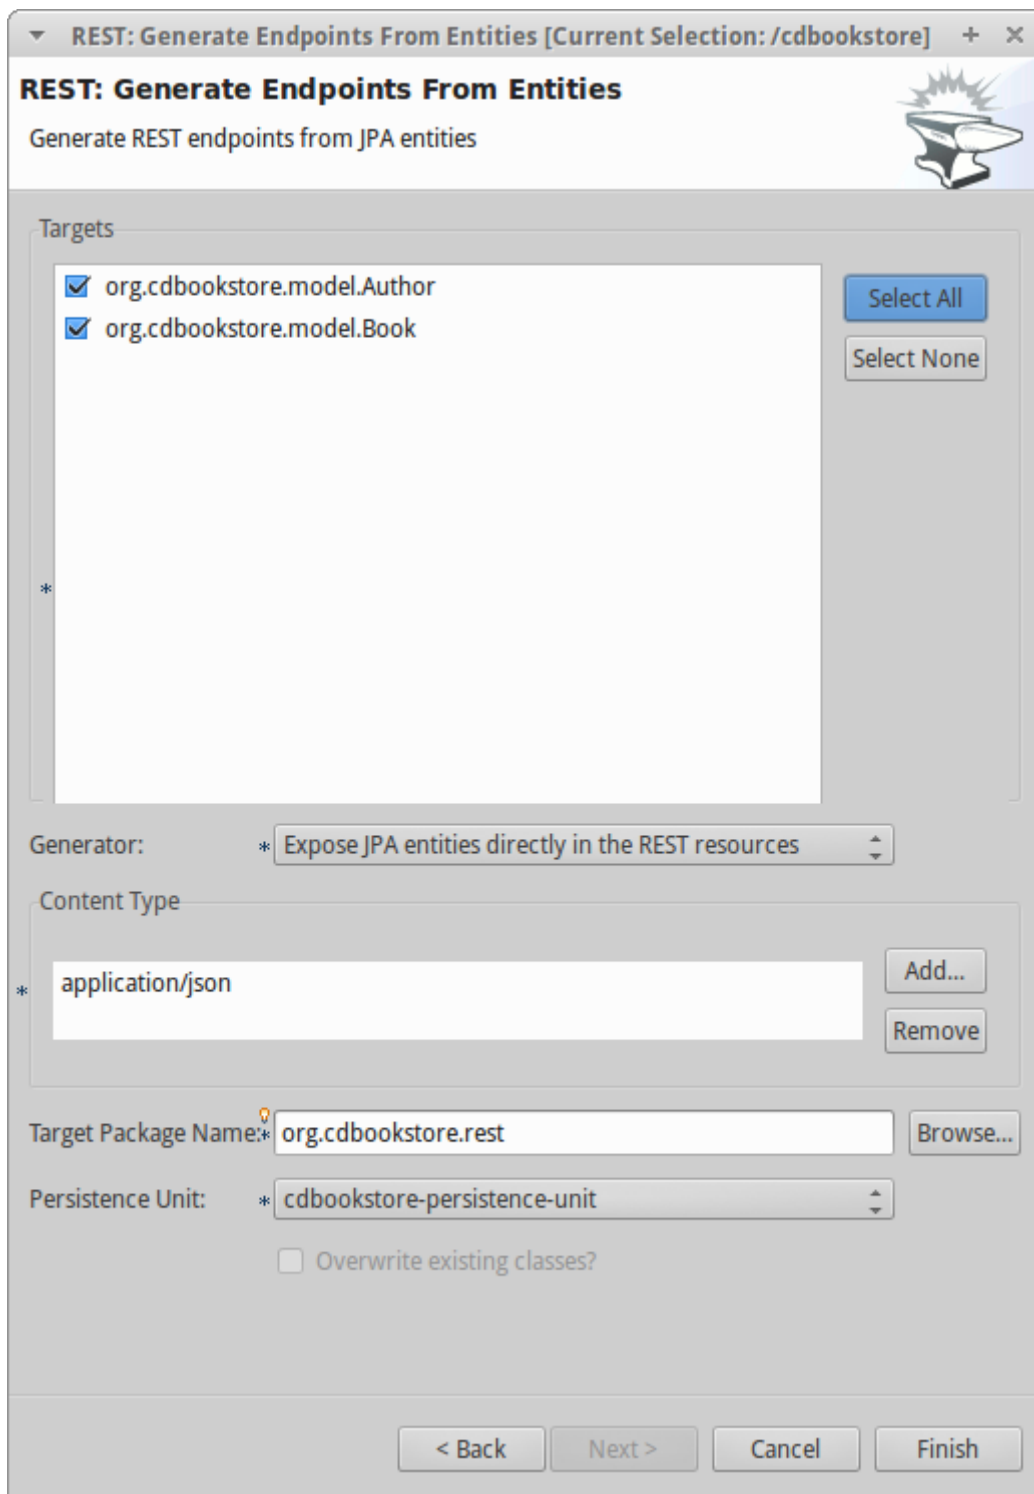 REST: Generate Endpoints From Entities [Current Selection: /cdbookstore]
REST: Generate Endpoints From Entities
Generate REST endpoints from JPA entities
Targets
org.cdbookstore.model.Author
org.cdbookstore.model.Book
Select All
Select None
*
Generator:
* Expose JPA entities directly in the REST resources
Content Type
* application/json
Add...
Remove
Target Package Name:* org.cdbookstore.rest
Browse...
Persistence Unit:
* cdbookstore-persistence-unit
Overwrite existing classes?
< Back
Next >
Cancel
Finish